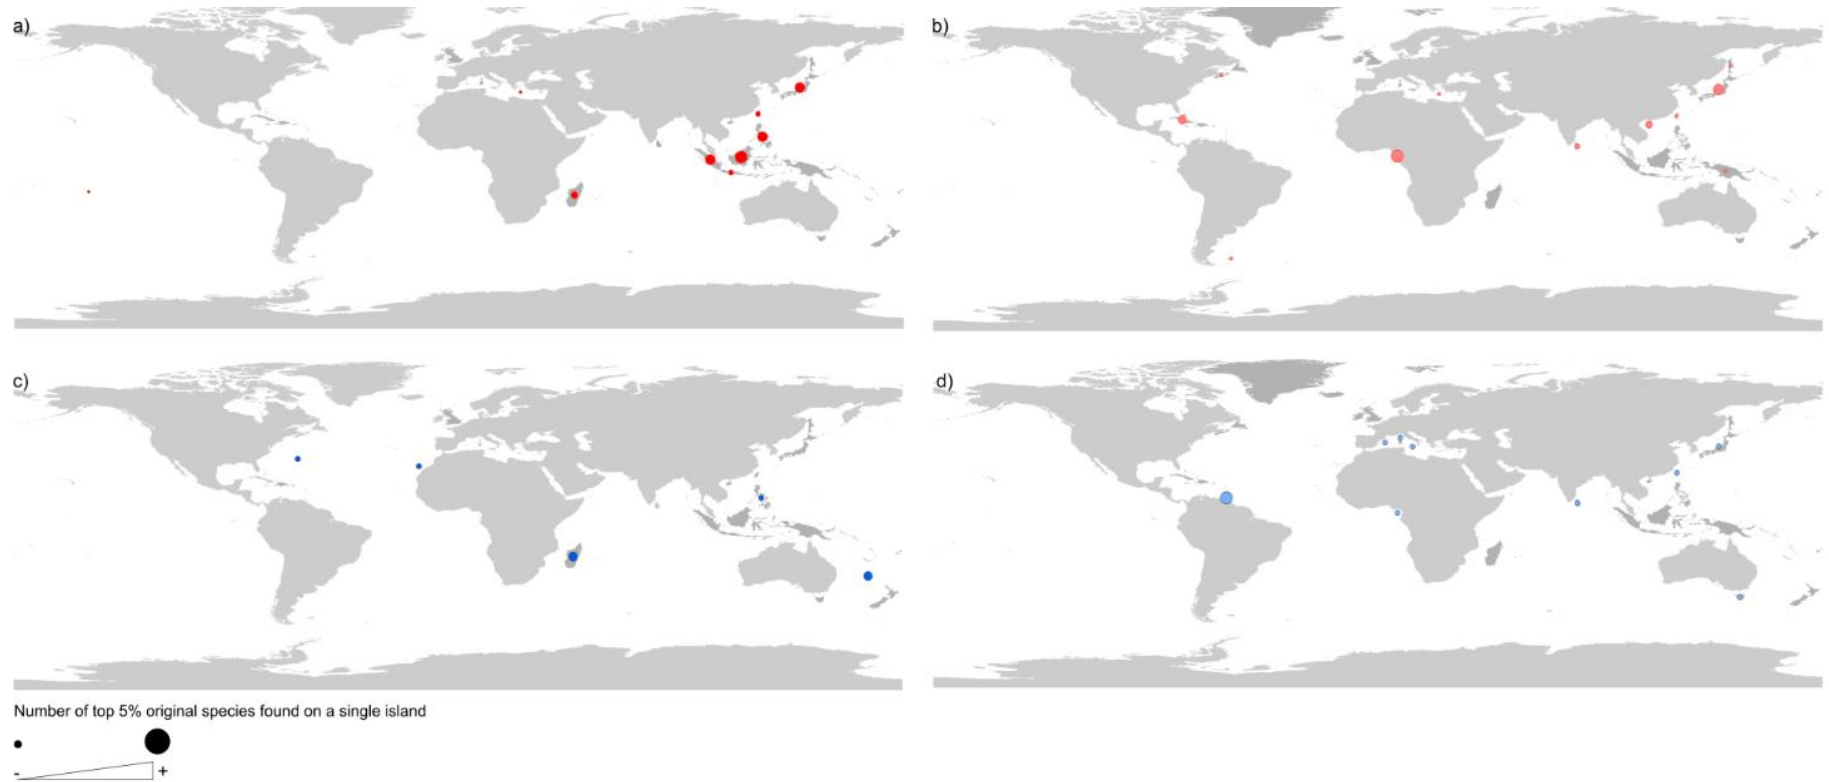 a)
b)
c)
d)
Number of top 5% original species found on a single island
- +